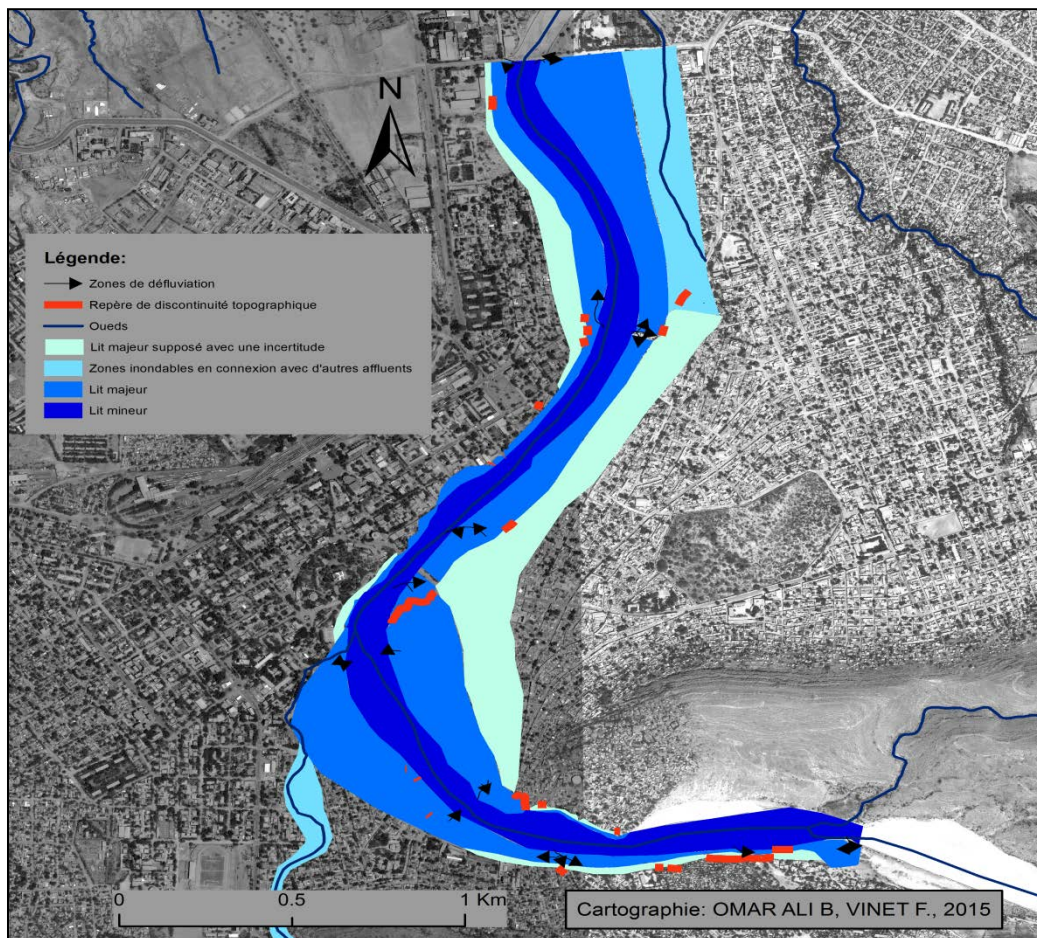 N
Légende:
Zones de défluviation
Repère de discontinuité topographique
Oueds
Lit majeur supposé avec une incertitude
Zones inondables en connexion avec d'autres affluents
Lit majeur
Lit mineur
0 0.5 1 Km
Cartographie: OMAR ALI B, VINET F., 2015